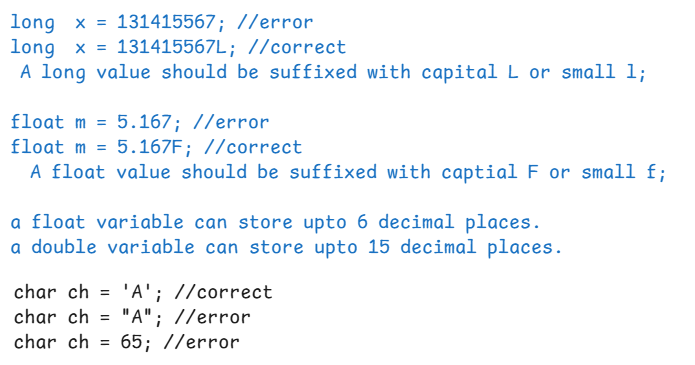 long  x = 131415567; //error
long  x = 131415567L; //correct
A long value should be suffixed with capital L or small l;
float m = 5.167; //error
float m = 5.167F; //correct
A float value should be suffixed with captial F or small f;
a float variable can store upto 6 decimal places.
a double variable can store upto 15 decimal places.
char ch = 'A'; //correct
char ch = "A"; //error
char ch = 65; //error